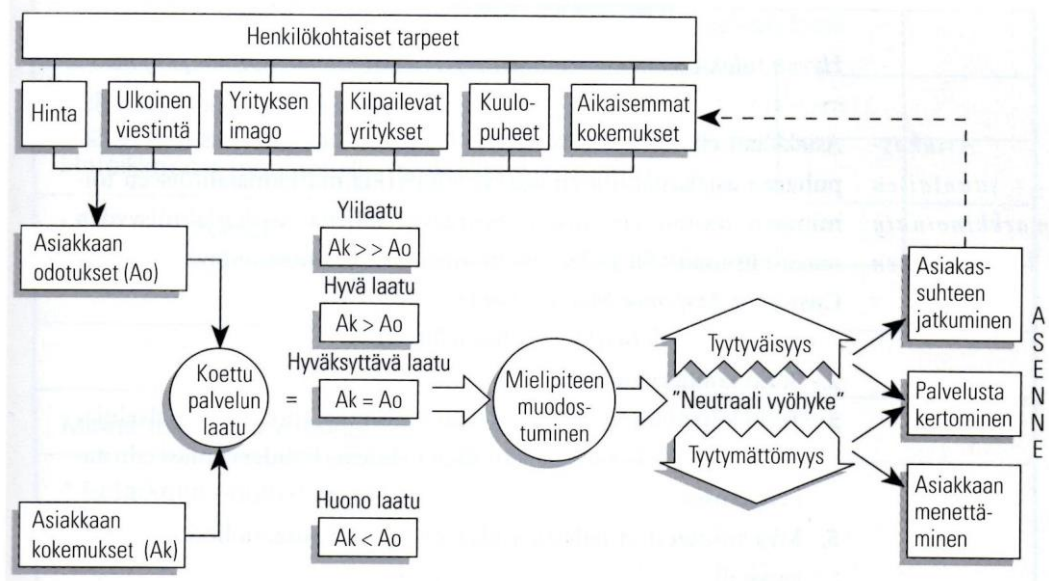 Henkilökohtaiset tarpeet
Hinta
Ulkoinen
viestintä
Yrityksen
imago
Kilpailevat
yritykset
Kuulo-
puheet
Aikaisemmat
kokemukset
Asiakkaan
odotukset (Ao)
Koettu
palvelun
laatu
Asiakkaan
kokemukset (Ak)
=
Ylilaatu
Ak >> Ao
Hyvä laatu
Ak > Ao
Hyväksyttävä laatu
Ak = Ao
Huono laatu
Ak < Ao
Mielipiteen
muodos-
tuminen
Tyytyväisyys
"Neutraali vyöhyke"
Tyytymättömyys
Asiakas-
suhteen
jatkuminen
Palvelusta
kertominen
Asiakkaan
menettä-
minen
A
S
E
N
N
E